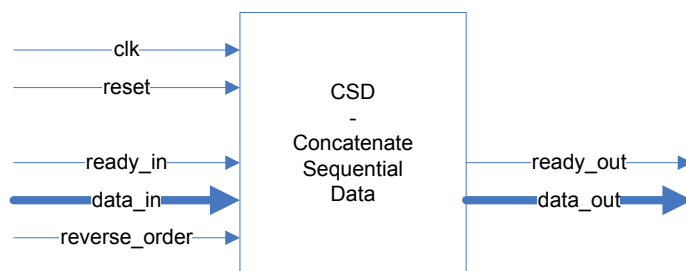 clk
reset
ready_in
data_in
reverse_order
CSD
-
Concatenate
Sequential
Data
ready_out
data_out